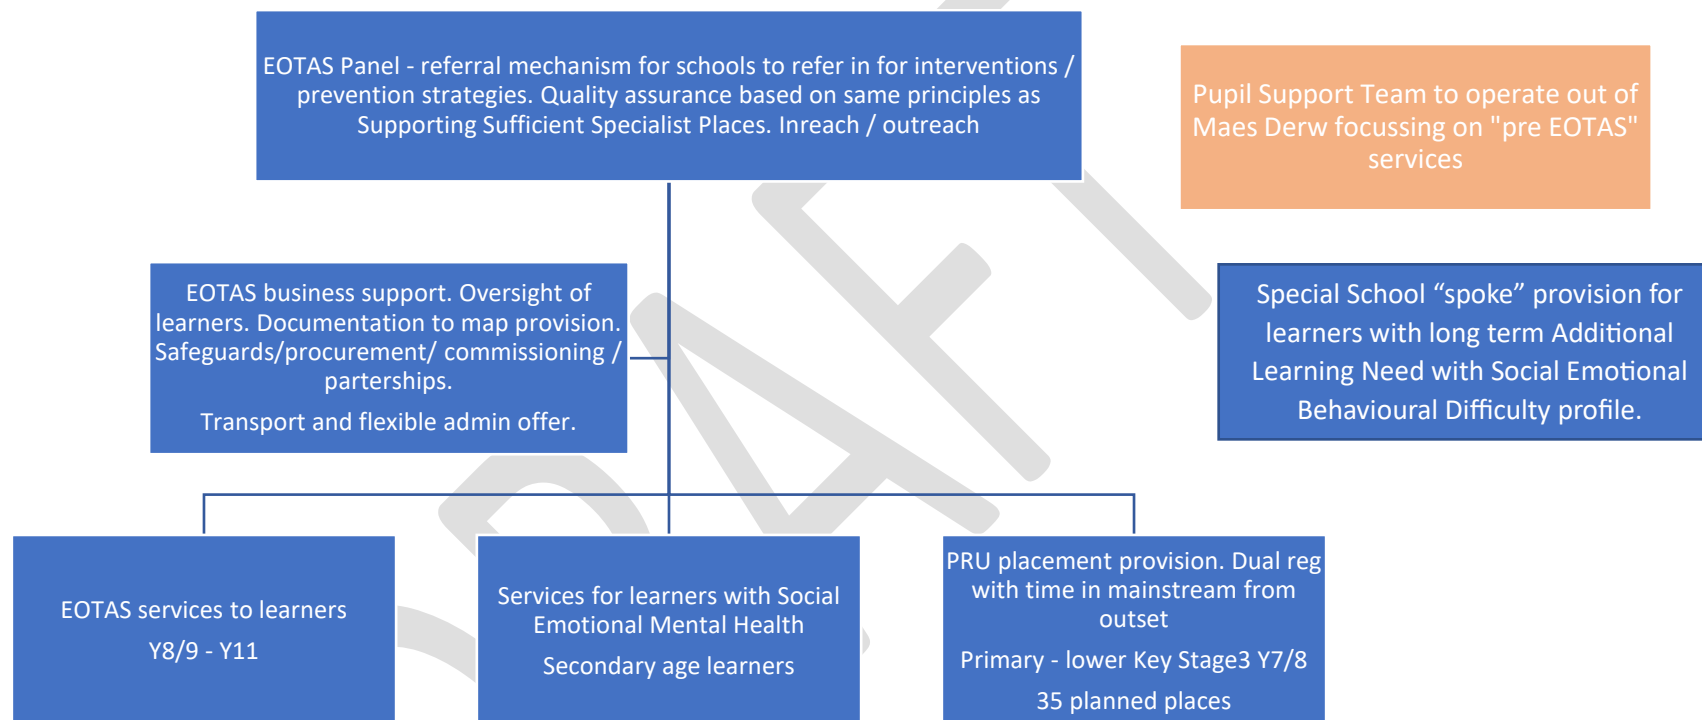 EOTAS Panel - referral mechanism for schools to refer in for interventions /
prevention strategies. Quality assurance based on same principles as
Supporting Sufficient Specialist Places. Inreach / outreach
Pupil Support Team to operate out of
Maes Derw focussing on "pre EOTAS"
services
EOTAS business support. Oversight of
learners. Documentation to map provision.
Safeguards/procurement/ commissioning /
parterships.
Transport and flexible admin offer.
Special School “spoke” provision for
learners with long term Additional
Learning Need with Social Emotional
Behavioural Difficulty profile.
EOTAS services to learners
Y8/9 - Y11
Services for learners with Social
Emotional Mental Health
Secondary age learners
PRU placement provision. Dual reg
with time in mainstream from
outset
Primary - lower Key Stage3 Y7/8
35 planned places
DRAFT